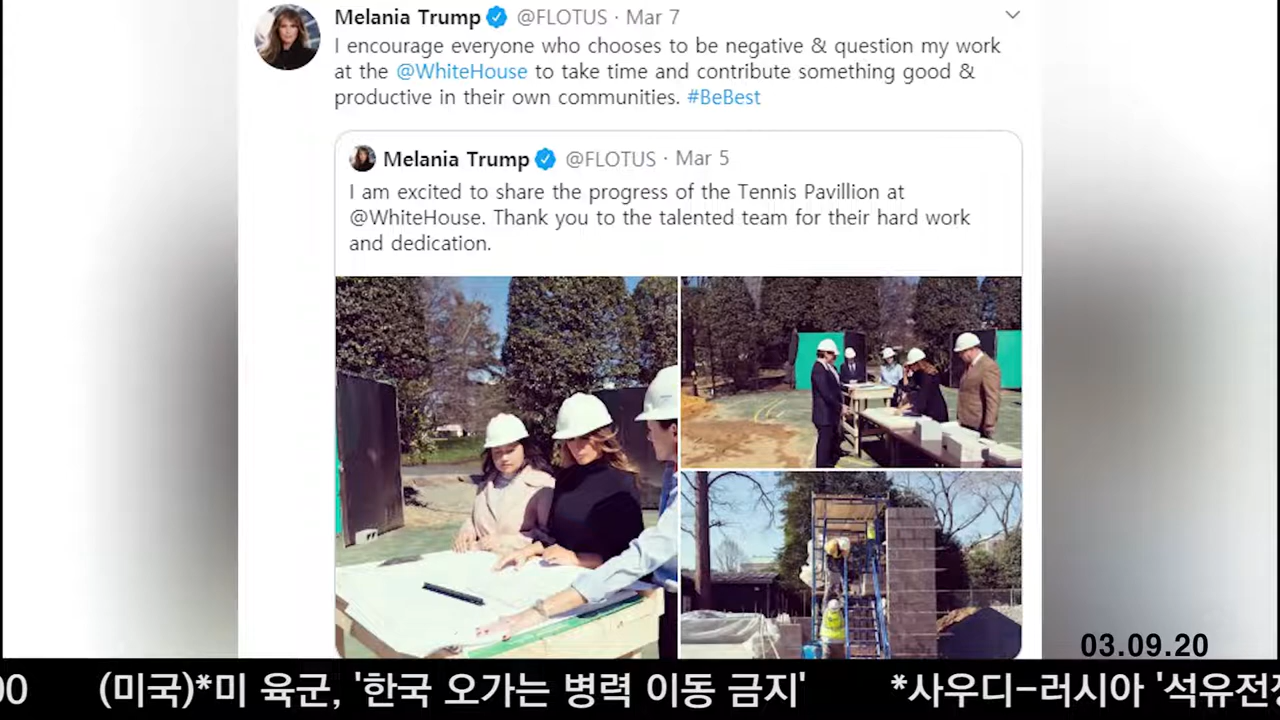 Melania Trump @FLOTUS · Mar 7
I encourage everyone who chooses to be negative & question my work
at the @WhiteHouse to take time and contribute something good &
productive in their own communities. #BeBest
Melania Trump @FLOTUS · Mar 5
I am excited to share the progress of the Tennis Pavillion at
@WhiteHouse. Thank you to the talented team for their hard work
and dedication.
03.09.20
00 (미국)*미 육군, '한국 오가는 병력 이동 금지' *사우디-러시아 '석유전쟁